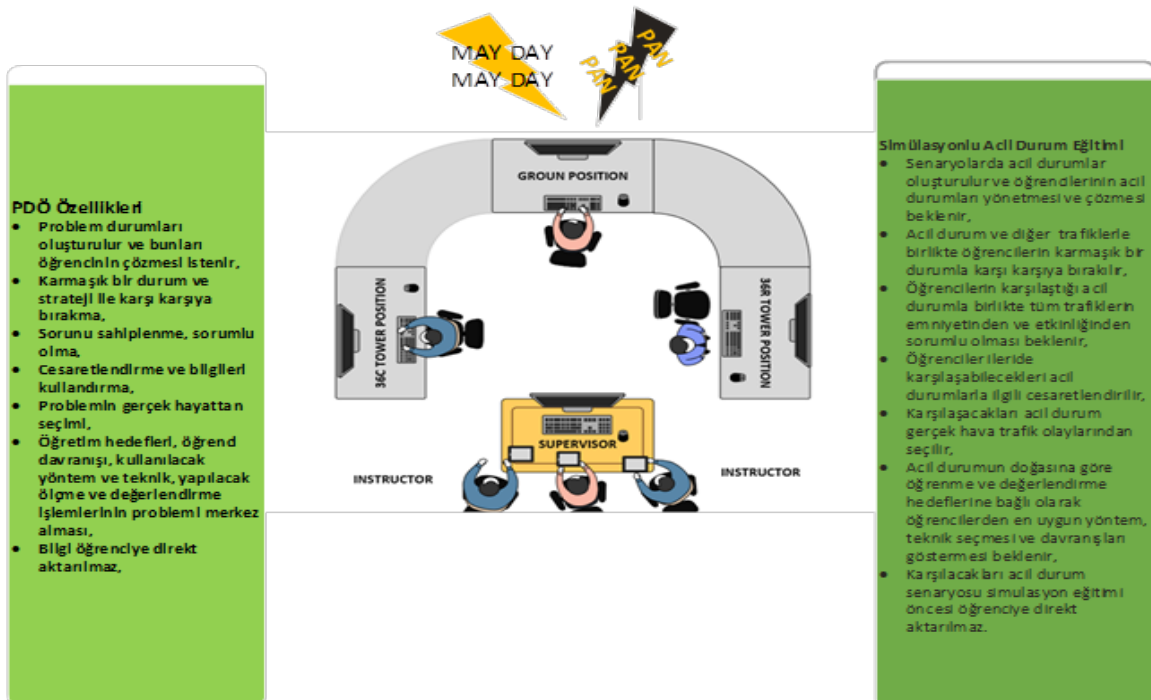 MAY DAY
MAY DAY
PAN
PAN
PAN
PDÖ Özellikleri
• Problem durumları
oluşturulur ve bunları
öğrencinin çözmesi istenir,
• Karmaşık bir durum ve
strateji ile karşı karşıya
bırakma,
• Sorunu sahiplenme, sorumlu
olma,
• Cesaretlendirme ve bilgileri
kullandırma,
• Problemin gerçek hayattan
seçimi,
• Öğretim hedefleri, öğrenci
davranışı, kullanılacak
yöntem ve teknik, yapılacak
ölçme ve değerlendirme
işlemlerinin problemi merkez
alması,
• Bilgi öğrenciye direkt
aktarılmaz,
GROUN POSITION
36C TOWER POSITION
36R TOWER POSITION
SUPERVISOR
INSTRUCTOR
INSTRUCTOR
Simülasyonlu Acil Durum Eğitimi
• Senaryolarda acil durumlar
oluşturulur ve öğrencilerinin acil
durumları yönetmesi ve çözmesi
beklenir,
• Acil durum ve diğer trafiklerle
birlikte öğrencilerin karmaşık bir
durumla karşı karşıya bırakılır,
• Öğrencilerin karşılaştığı acil
durumla birlikte tüm trafiklerin
emniyetinden ve etkinliğinden
sorumlu olması beklenir,
• Öğrenciler ileride
karşılaşabilecekleri acil
durumlarla ilgili cesaretlendirilir,
• Karşılaşacakları acil durum
gerçek hava trafik olaylarından
seçilir,
• Acil durumun doğasına göre
öğrenme ve değerlendirme
hedeflerine bağlı olarak
öğrencilerden en uygun yöntem,
teknik seçmesi ve davranışları
göstermesi beklenir,
• Karşılacakları acil durum
senaryosu simulasyon eğitimi
öncesi öğrenciye direkt
aktarılmaz.